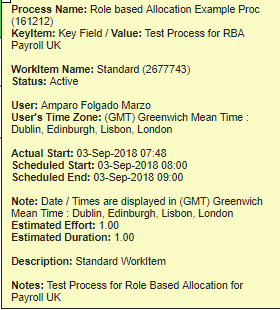 Process Name: Role based Allocation Example Proc
(161212)
KeyItem: Key Field / Value: Test Process for RBA
Payroll UK
WorkItem Name: Standard (2677743)
Status: Active
User: Amparo Folgado Marzo
User's Time Zone: (GMT) Greenwich Mean Time :
Dublin, Edinburgh, Lisbon, London
Actual Start: 03-Sep-2018 07:48
Scheduled Start: 03-Sep-2018 08:00
Scheduled End: 03-Sep-2018 09:00
Note: Date / Times are displayed in (GMT) Greenwich
Mean Time : Dublin, Edinburgh, Lisbon, London
Estimated Effort: 1.00
Estimated Duration: 1.00
Description: Standard WorkItem
Notes: Test Process for Role Based Allocation for
Payroll UK